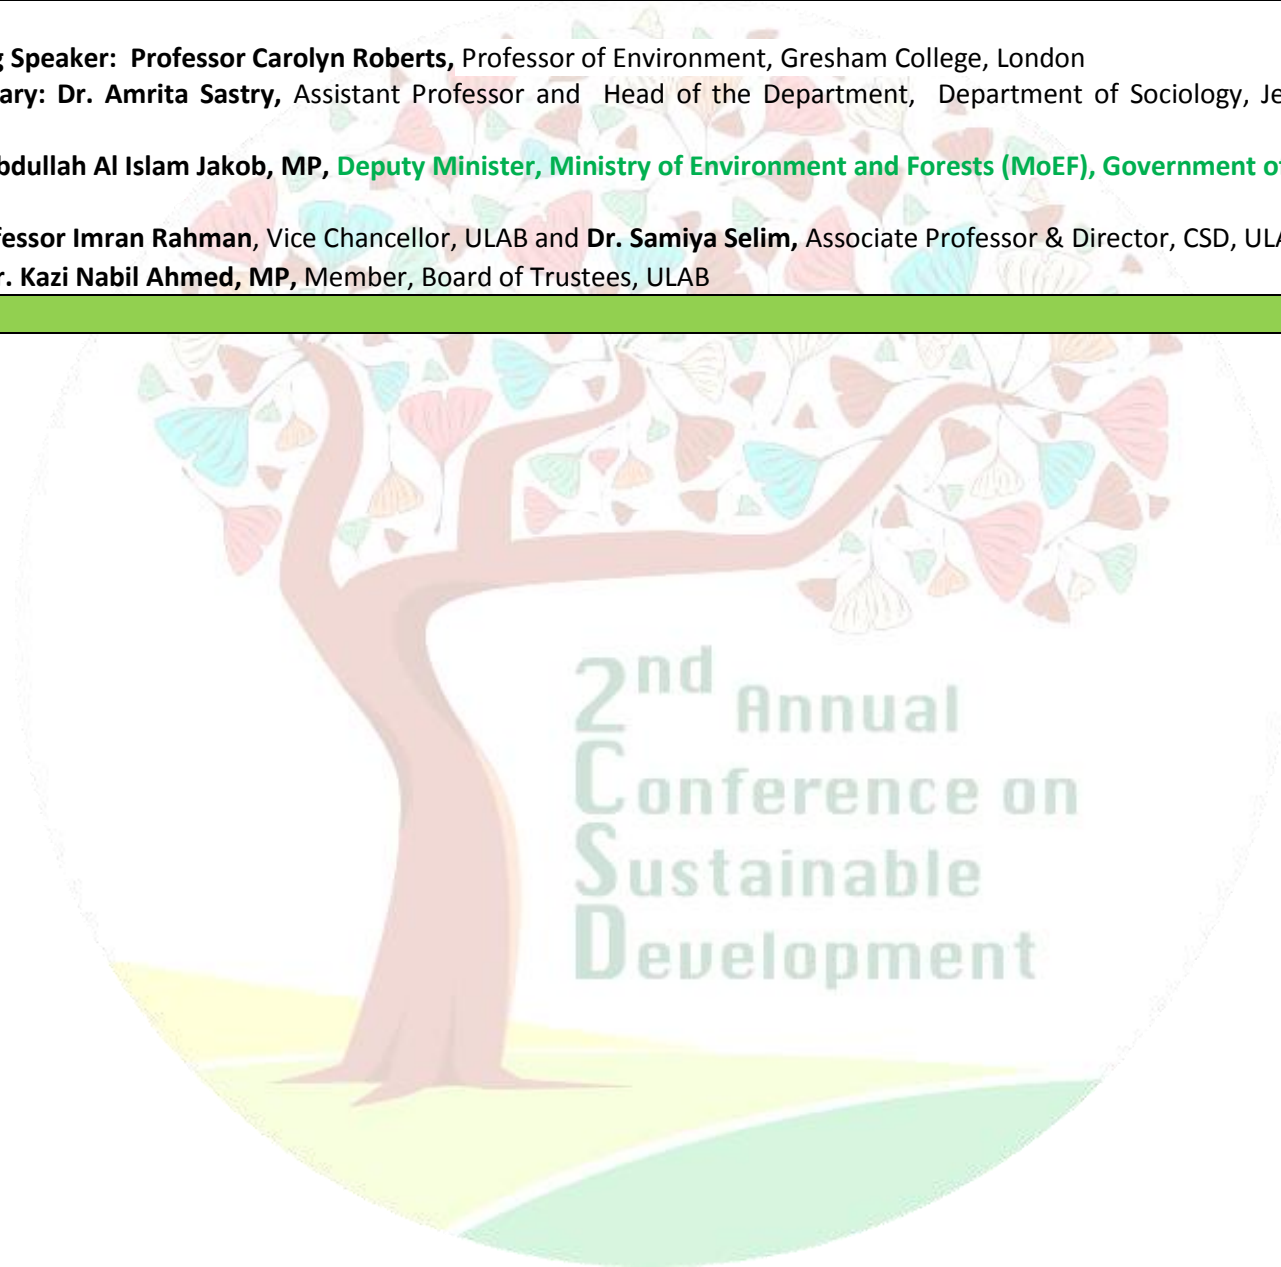 g Speaker: Professor Carolyn Roberts, Professor of Environment, Gresham College, London
ary: Dr. Amrita Sastry, Assistant Professor and Head of the Department, Department of Sociology, Je
bdullah Al Islam Jakob, MP, Deputy Minister, Ministry of Environment and Forests (MoEF), Government of
fessor Imran Rahman, Vice Chancellor, ULAB and Dr. Samiya Selim, Associate Professor & Director, CSD, ULA
r. Kazi Nabil Ahmed, MP, Member, Board of Trustees, ULAB
2nd Annual
Conference on
Sustainable
Development